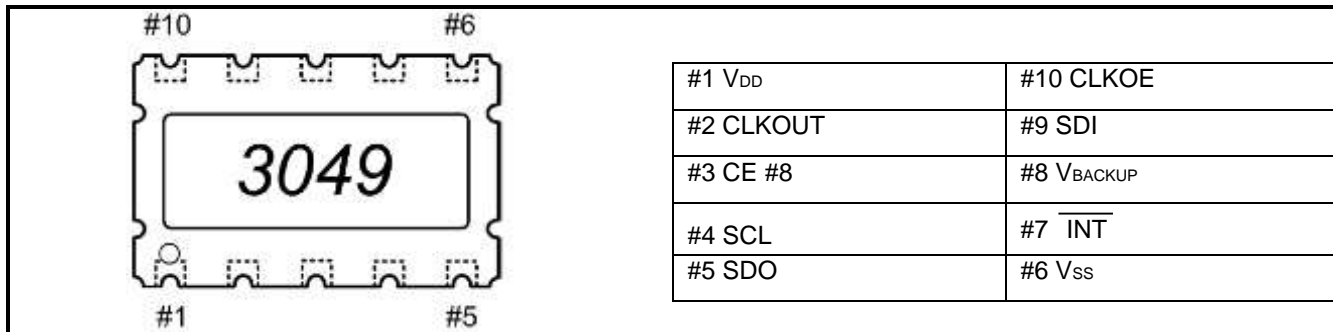 #10 #6
3049
#1 #5
#1 VDD #10 CLKOE
#2 CLKOUT #9 SDI
#3 CE #8 #8 VBACKUP
#4 SCL #7 INT
#5 SDO #6 Vss